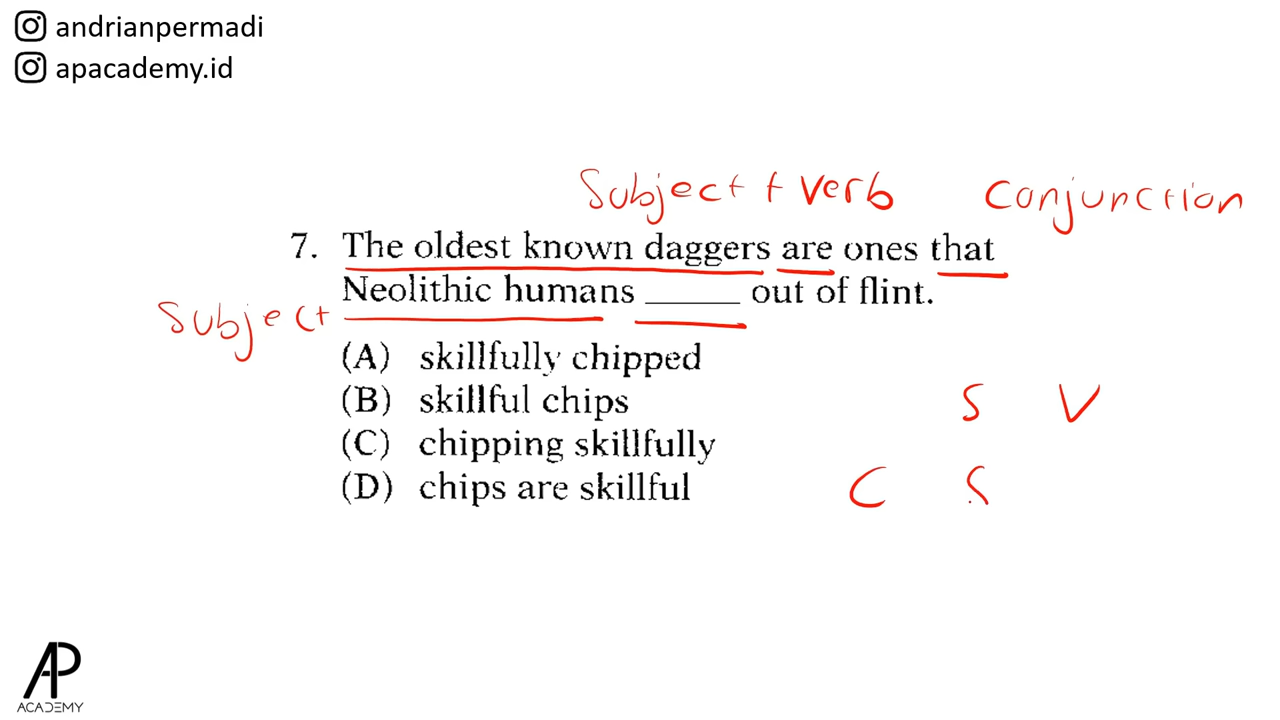 andrianpermadi
apacademy.id
Subject + Verb Conjunction
7. The oldest known daggers are ones that
Subject Neolithic humans ______ out of flint.
(A) skillfully chipped
(B) skillful chips
S V
(C) chipping skillfully
(D) chips are skillful
C S
AP
ACADEMY